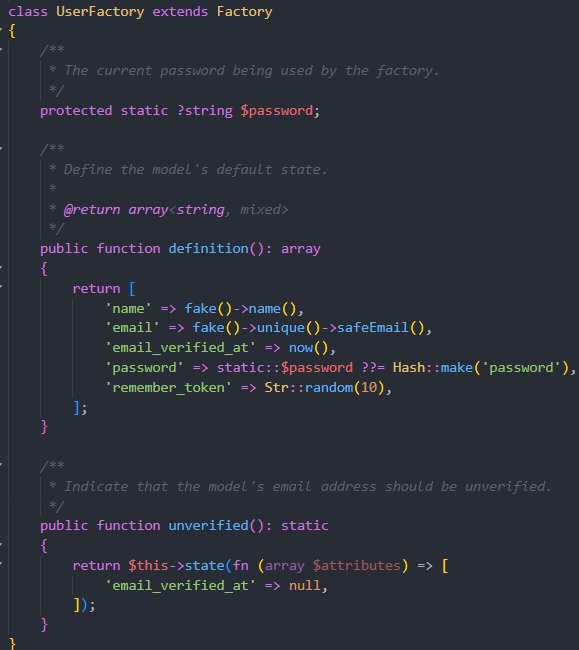 class UserFactory extends Factory
{
    /**
     * The current password being used by the factory.
     */
    protected static ?string $password;

    /**
     * Define the model's default state.
     *
     * @return array<string, mixed>
     */
    public function definition(): array
    {
        return [
            'name' => fake()->name(),
            'email' => fake()->unique()->safeEmail(),
            'email_verified_at' => now(),
            'password' => static::$password ??= Hash::make('password'),
            'remember_token' => Str::random(10),
        ];
    }

    /**
     * Indicate that the model's email address should be unverified.
     */
    public function unverified(): static
    {
        return $this->state(fn (array $attributes) => [
            'email_verified_at' => null,
        ]);
    }
}